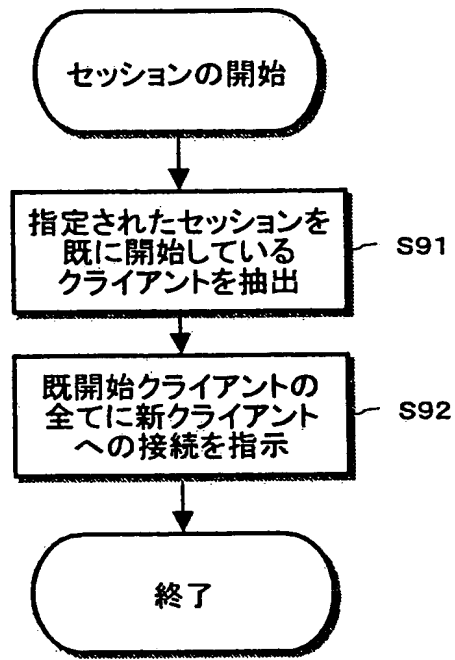 セッションの開始
指定されたセッションを
既に開始している
クライアントを抽出
S91
既開始クライアントの
全てに新クライアント
への接続を指示
S92
終了